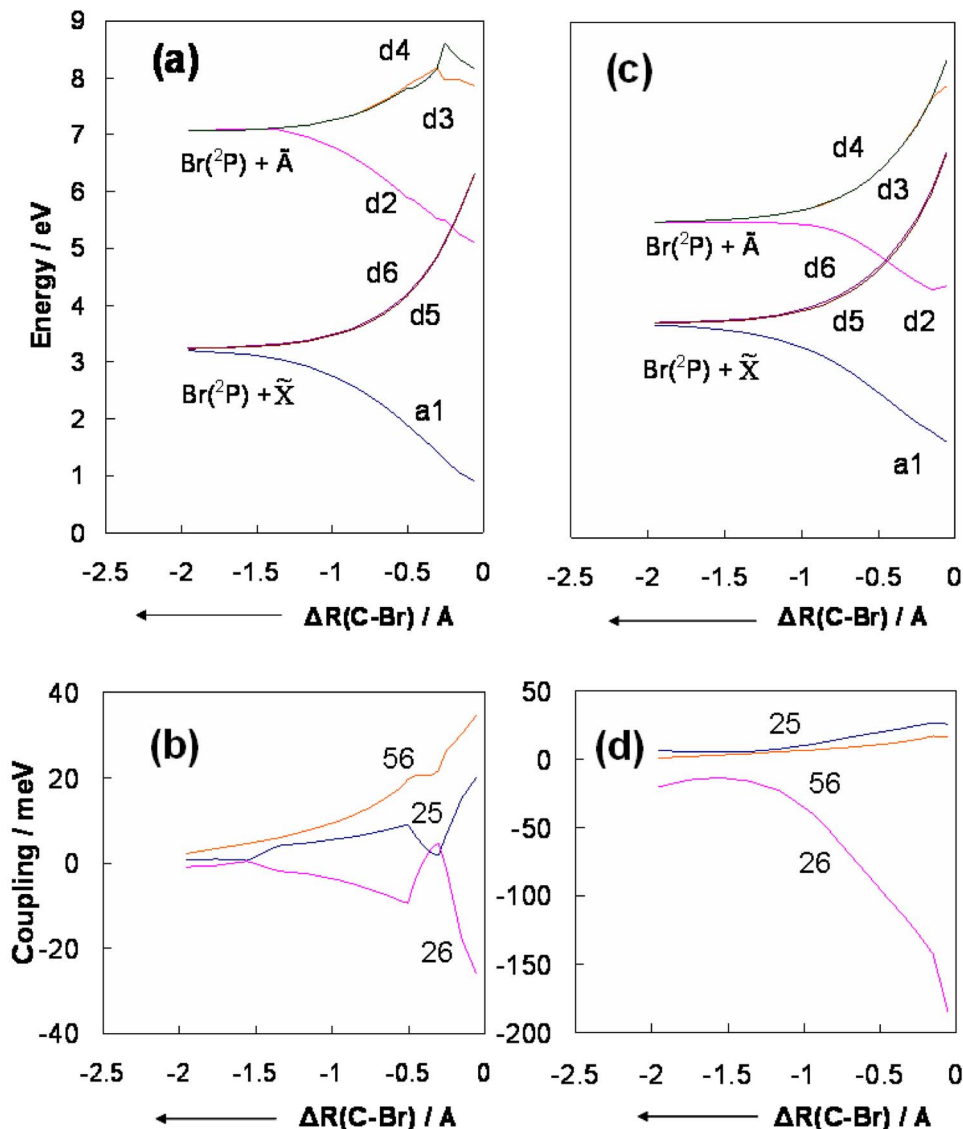 (a)
Energy / eV
9
8
7
6
5
4
3
2
1
0
d4
d3
Br(²P) + Ã
d2
d6
d5
Br(²P) + X̃
a1
-2.5 -2 -1.5 -1 -0.5 0
ΔR(C-Br) / Å
(c)
d4
d3
Br(²P) + Ã
d6
d5
d2
Br(²P) + X̃
a1
-2.5 -2 -1.5 -1 -0.5 0
ΔR(C-Br) / Å
(b)
Coupling / meV
40
20
0
-20
-40
56
25
26
-2.5 -2 -1.5 -1 -0.5 0
ΔR(C-Br) / Å
(d)
50
0
-50
-100
-150
-200
25
56
26
-2.5 -2 -1.5 -1 -0.5 0
ΔR(C-Br) / Å